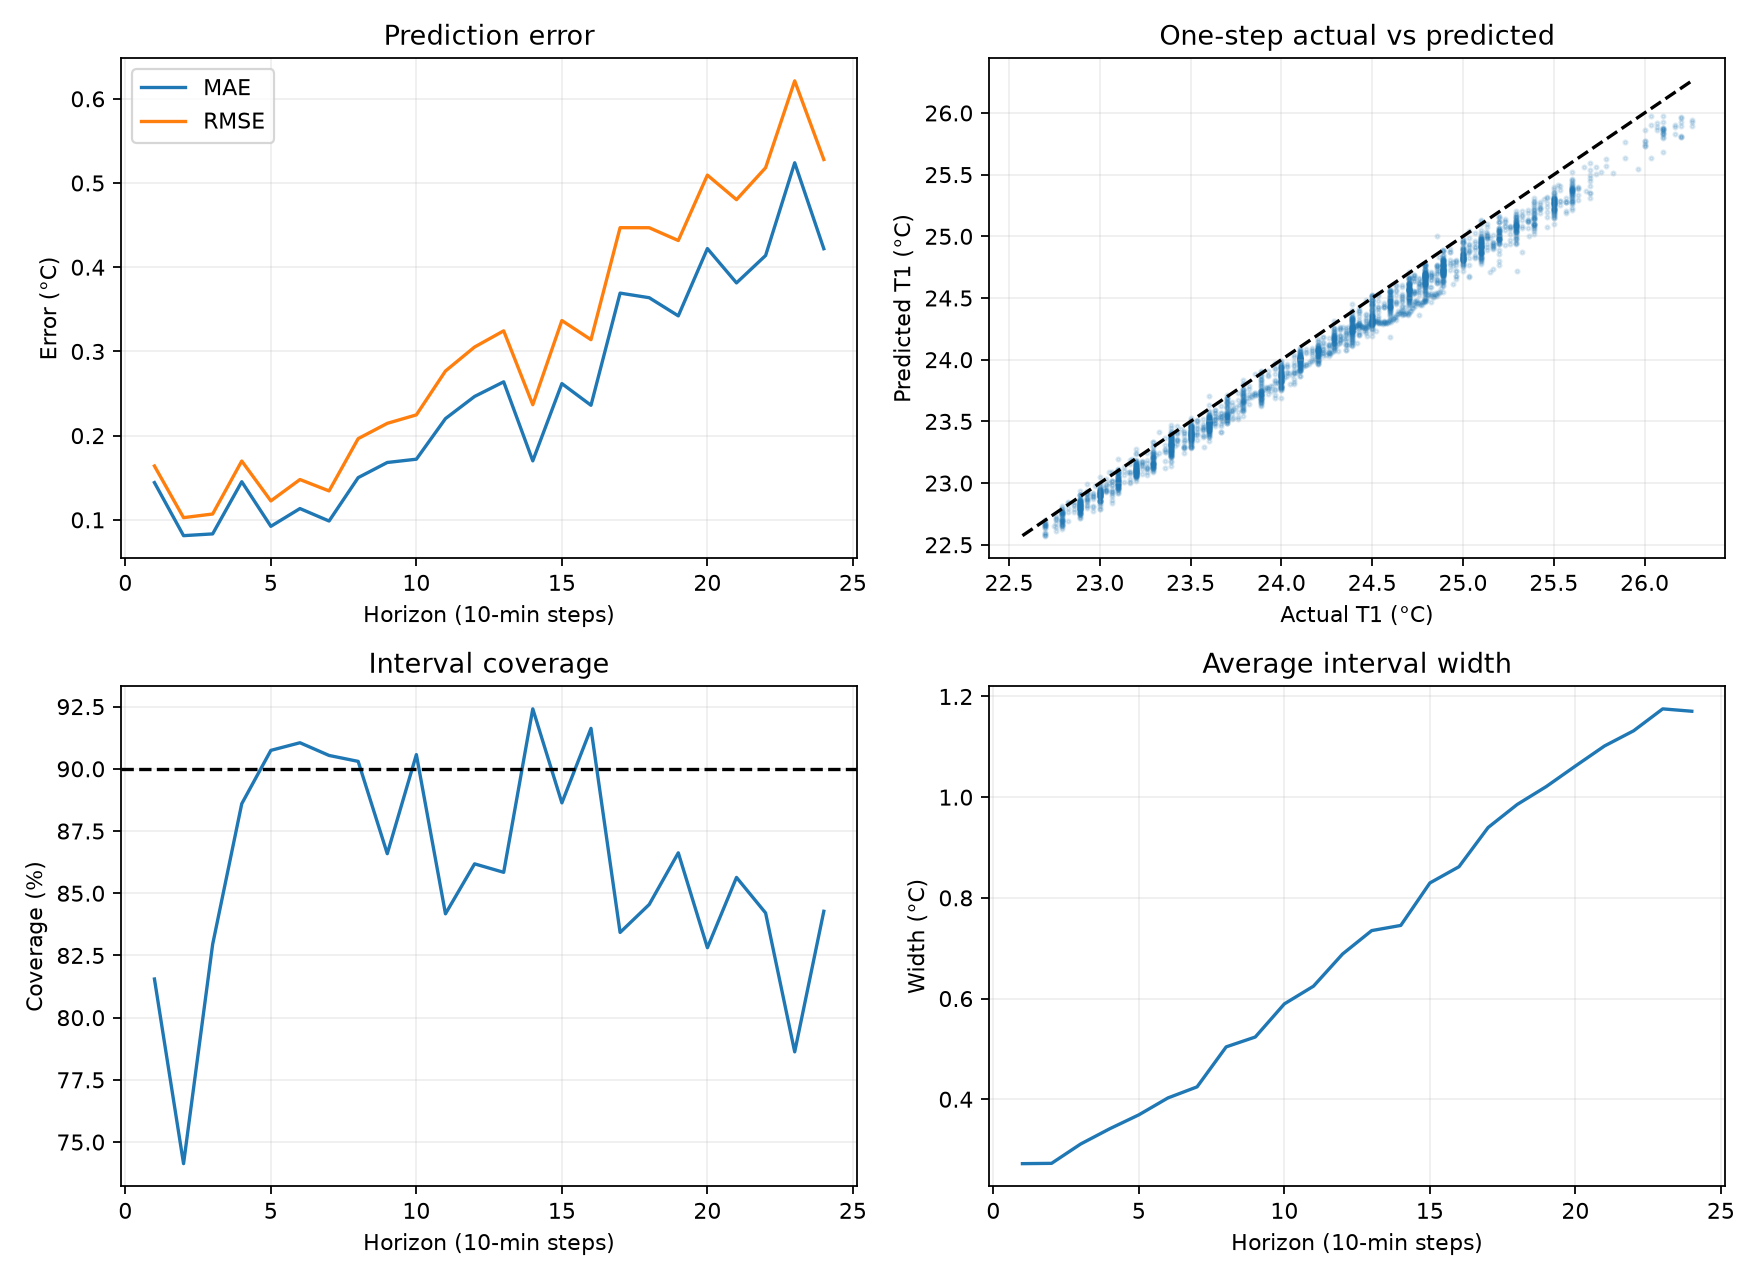 Prediction error
MAE
RMSE
0.6
0.5
0.4
0.3
0.2
0.1
Error (°C)
0 5 10 15 20 25
Horizon (10-min steps)
One-step actual vs predicted
26.0
25.5
25.0
24.5
24.0
23.5
23.0
22.5
Predicted T1 (°C)
22.5 23.0 23.5 24.0 24.5 25.0 25.5 26.0
Actual T1 (°C)
Interval coverage
92.5
90.0
87.5
85.0
82.5
80.0
77.5
75.0
Coverage (%)
0 5 10 15 20 25
Horizon (10-min steps)
Average interval width
1.2
1.0
0.8
0.6
0.4
Width (°C)
0 5 10 15 20 25
Horizon (10-min steps)